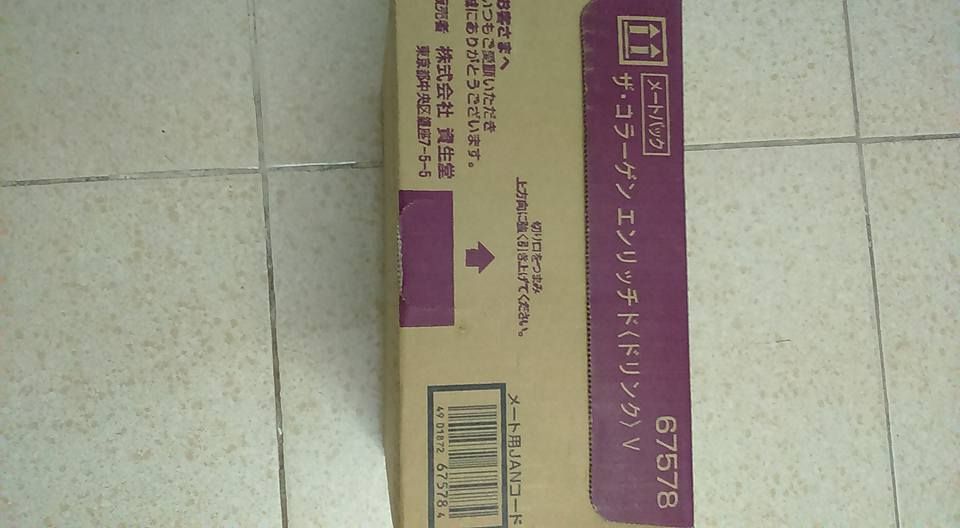 メートパック
ザ・コラーゲン エンリッチド〈ドリンク〉V
67578
切り口をつまみ
上方向に強く引き上げてください。
お客さまへ
いつもご愛顧いただき
誠にありがとうございます。
販売者 株式会社 資生堂
東京都中央区銀座7-5-5
メート用JANコード
49 01872 67578 4